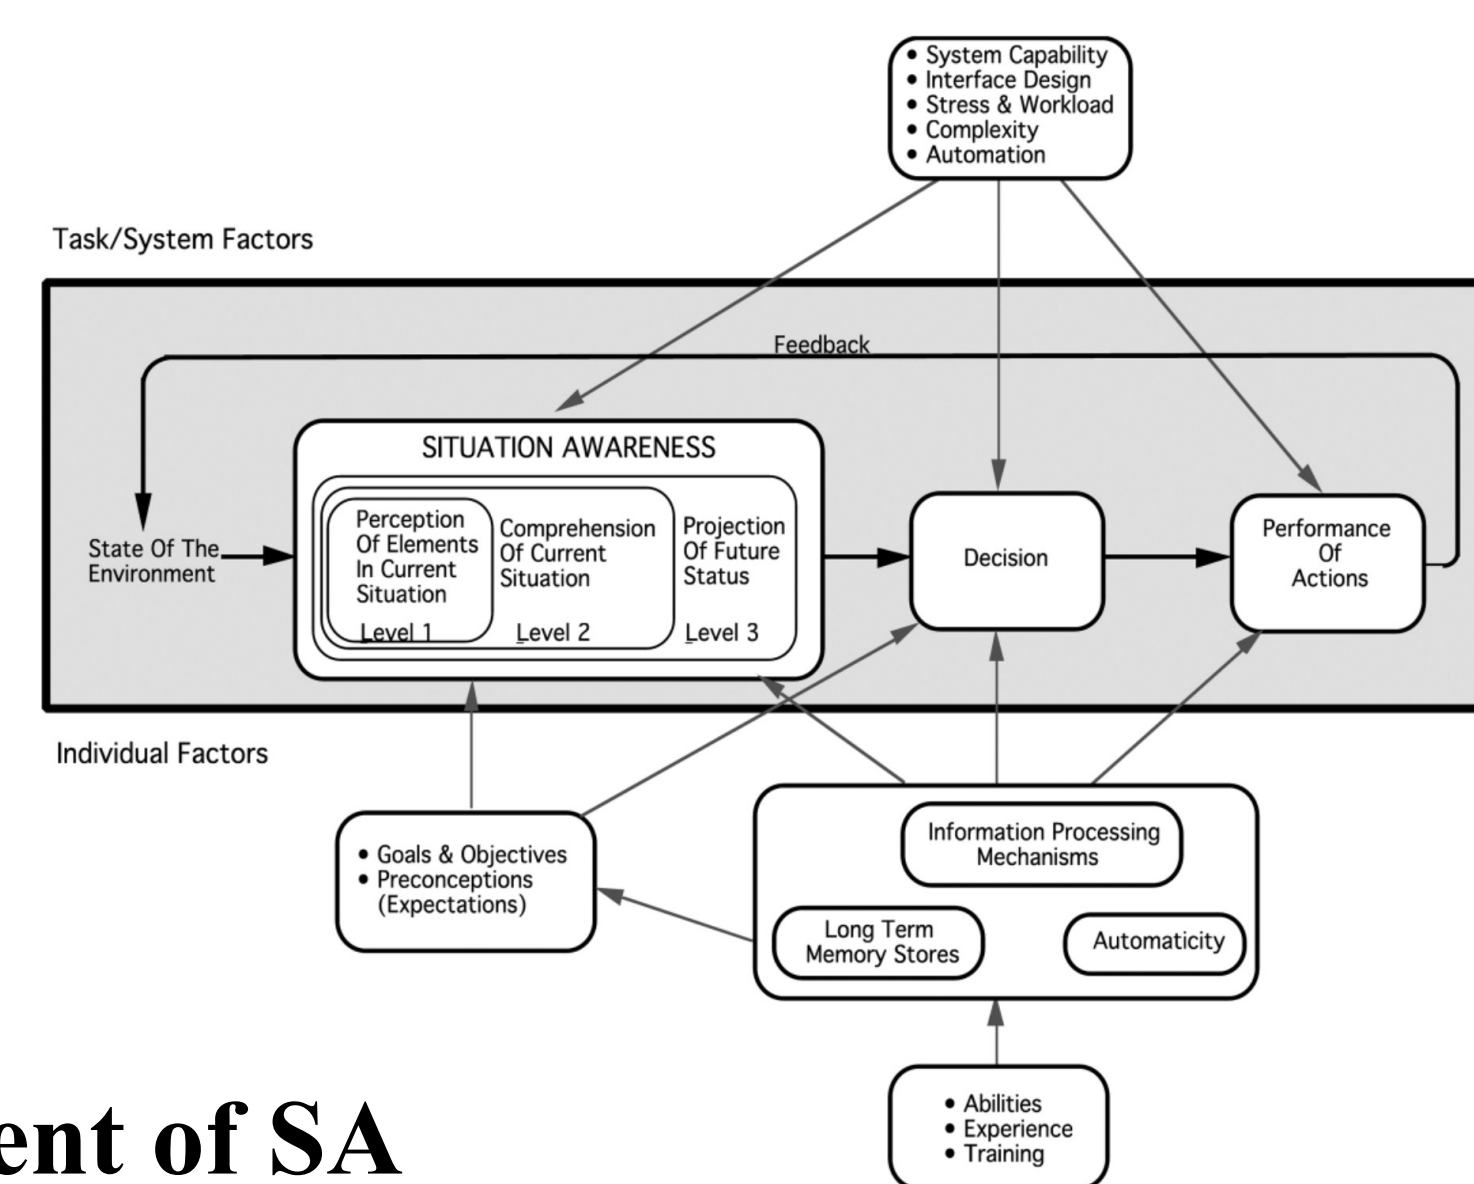 • System Capability
• Interface Design
• Stress & Workload
• Complexity
• Automation
Task/System Factors
Feedback
SITUATION AWARENESS
State Of The
Environment
Perception
Of Elements
In Current
Situation
Level 1
Comprehension
Of Current
Situation
Level 2
Projection
Of Future
Status
Level 3
Decision
Performance
Of
Actions
Individual Factors
• Goals & Objectives
• Preconceptions
(Expectations)
Information Processing
Mechanisms
Long Term
Memory Stores
Automaticity
• Abilities
• Experience
• Training
ent of SA